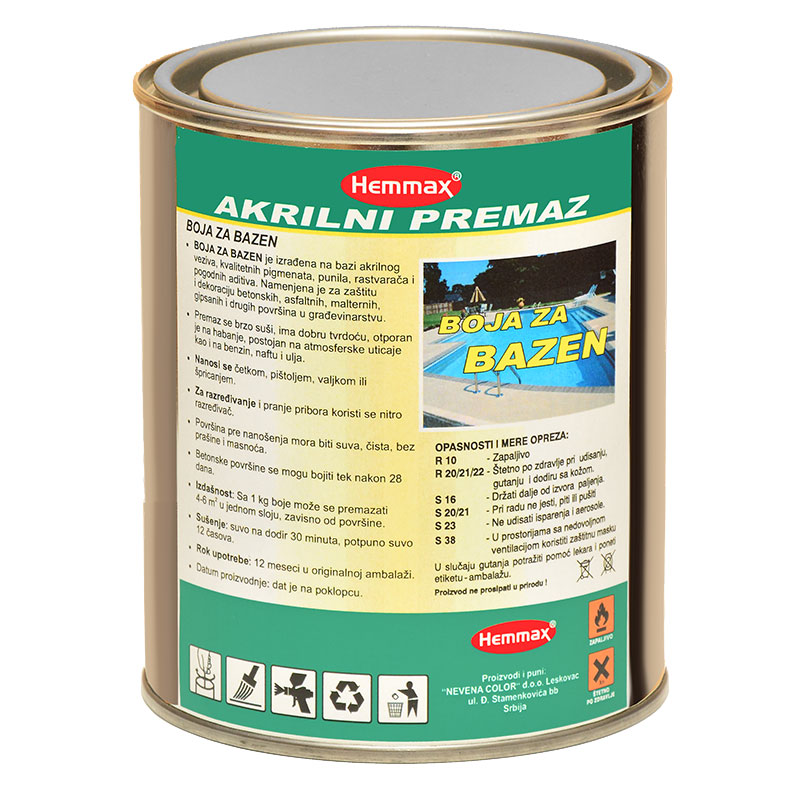 Hemmax®
AKRILNI PREMAZ
BOJA ZA BAZEN
• BOJA ZA BAZEN je izrađena na bazi akrilnog
veziva, kvalitetnih pigmenata, punila, rastvarača i
pogodnih aditiva. Namenjena je za zaštitu
i dekoraciju betonskih, asfaltnih, malternih,
gipsanih i drugih površina u građevinarstvu.
• Premaz se brzo suši, ima dobru tvrdoću, otporan
je na habanje, postojan na atmosferske uticaje
kao i na benzin, naftu i ulja.
• Nanosi se četkom, pištoljem, valjkom ili
špricanjem.
• Za razređivanje i pranje pribora koristi se nitro
razređivač.
• Površina pre nanošenja mora biti suva, čista, bez
prašine i masnoća.
• Betonske površine se mogu bojiti tek nakon 28
dana.
• Izdašnost: Sa 1 kg boje može se premazati
4-6 m² u jednom sloju, zavisno od površine.
• Sušenje: suvo na dodir 30 minuta, potpuno suvo
12 časova.
• Rok upotrebe: 12 meseci u originalnoj ambalaži.
• Datum proizvodnje: dat je na poklopcu.
BOJA ZA
BAZEN
OPASNOSTI I MERE OPREZA:
R 10 - Zapaljivo
R 20/21/22 - Štetno po zdravlje pri udisanju,
gutanju i dodiru sa kožom.
S 16 - Držati dalje od izvora paljenja.
S 20/21 - Pri radu ne jesti, piti ili pušiti
S 23 - Ne udisati isparenja i aerosole.
S 38 - U prostorijama sa nedovoljnom
ventilacijom koristiti zaštitnu masku
U slučaju gutanja potražiti pomoć lekara i poneti
etiketu - ambalažu.
Proizvod ne prosipati u prirodu !
Hemmax®
Proizvodi i puni:
"NEVENA COLOR" d.o.o. Leskovac
ul. Đ. Stamenkovića bb
Srbija
ZAPALJIVO
ŠTETNO
PO ZDRAVLJE